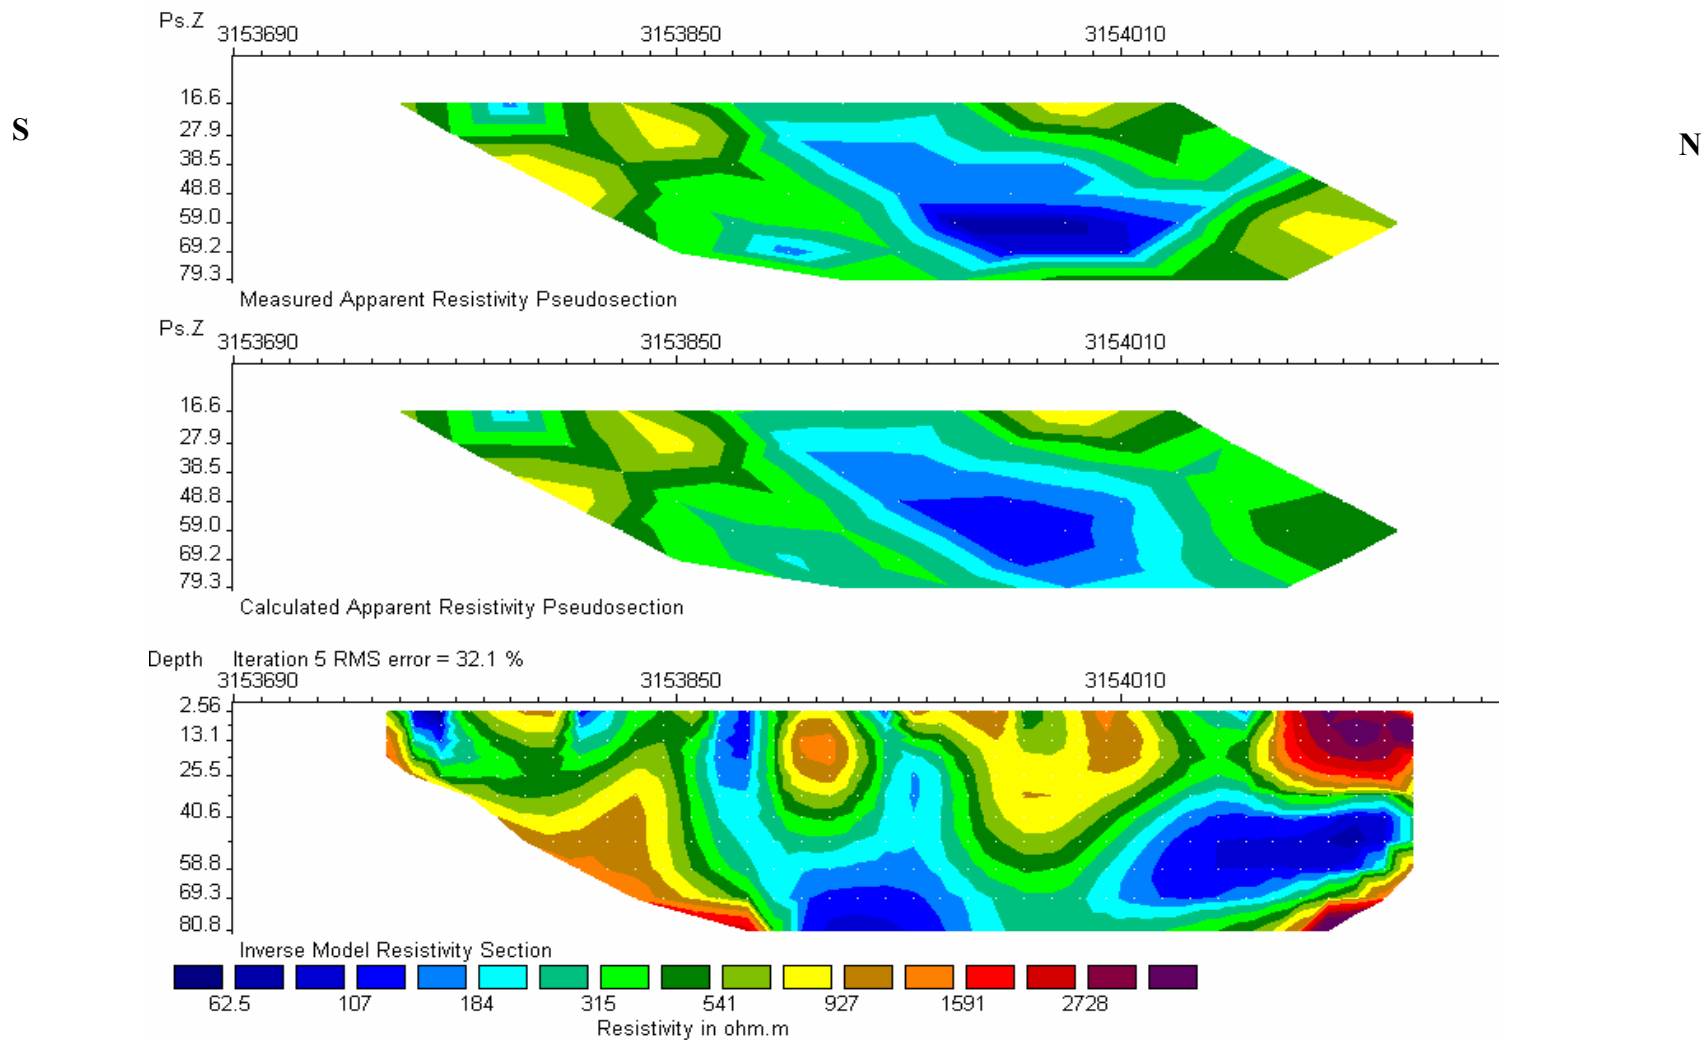 Ps.Z
3153690 3153850 3154010
16.6
27.9
38.5
48.8
59.0
69.2
79.3
S
N
Measured Apparent Resistivity Pseudosection
Ps.Z
3153690 3153850 3154010
16.6
27.9
38.5
48.8
59.0
69.2
79.3
Calculated Apparent Resistivity Pseudosection
Depth Iteration 5 RMS error = 32.1 %
3153690 3153850 3154010
2.56
13.1
25.5
40.6
58.8
69.3
80.8
Inverse Model Resistivity Section
62.5 107 184 315 541 927 1591 2728
Resistivity in ohm.m